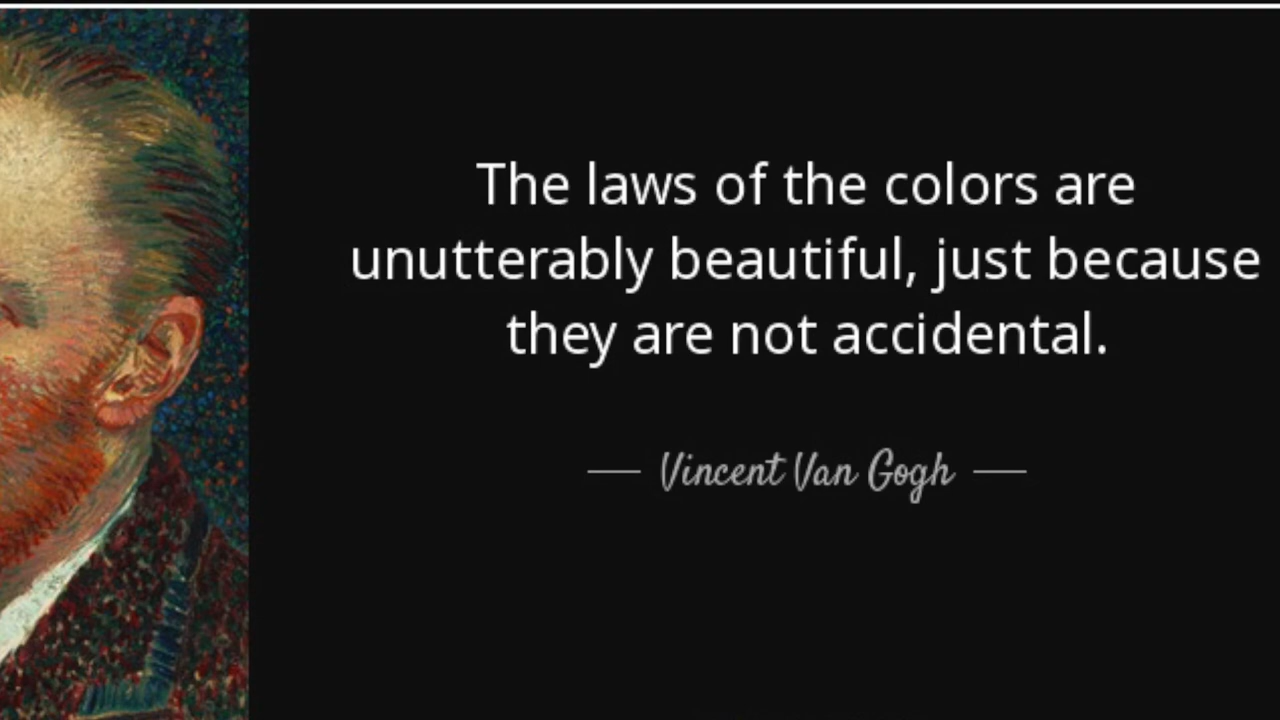 The laws of the colors are
unutterably beautiful, just because
they are not accidental.
Vincent Van Gogh